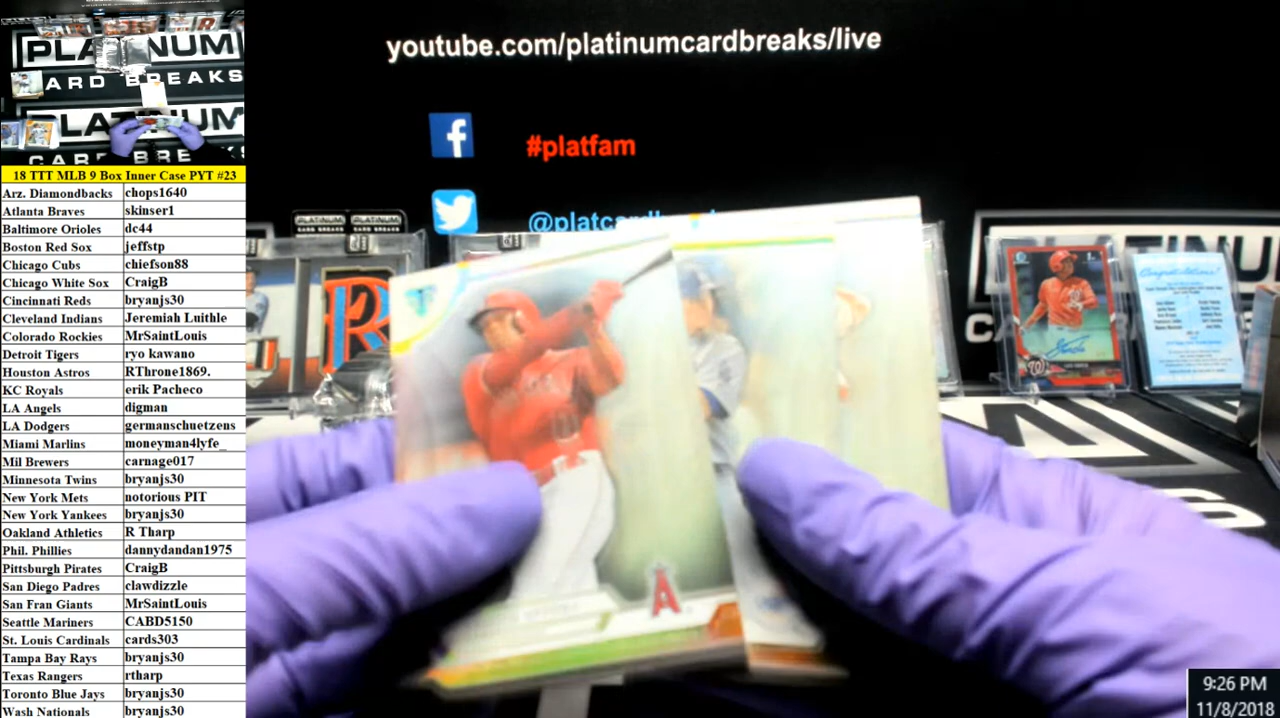 youtube.com/platinumcardbreaks/live
#platfam
PLATINUM
CARD BREAKS
18 TTT MLB 9 Box Inner Case PYT #23
Arz. Diamondbacks chops1640
Atlanta Braves skinser1
Baltimore Orioles dc44
Boston Red Sox jeffstp
Chicago Cubs chiefson88
Chicago White Sox CraigB
Cincinnati Reds bryanjs30
Cleveland Indians Jeremiah Luithle
Colorado Rockies MrSaintLouis
Detroit Tigers ryo kawano
Houston Astros RThrone1869.
KC Royals erik Pacheco
LA Angels digman
LA Dodgers germanschuetzens
Miami Marlins moneyman4lyfe_
Mil Brewers carnage017
Minnesota Twins bryanjs30
New York Mets notorious PIT
New York Yankees bryanjs30
Oakland Athletics R Tharp
Phil. Phillies dannydandan1975
Pittsburgh Pirates CraigB
San Diego Padres clawdizzle
San Fran Giants MrSaintLouis
Seattle Mariners CABD5150
St. Louis Cardinals cards303
Tampa Bay Rays bryanjs30
Texas Rangers rtharp
Toronto Blue Jays bryanjs30
Wash Nationals bryanjs30
Congratulations!
9:26 PM
11/8/2018